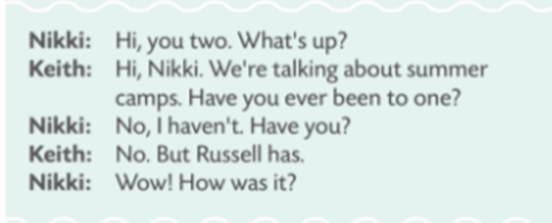 Nikki: Hi, you two. What's up?
Keith: Hi, Nikki. We're talking about summer
camps. Have you ever been to one?
Nikki: No, I haven't. Have you?
Keith: No. But Russell has.
Nikki: Wow! How was it?